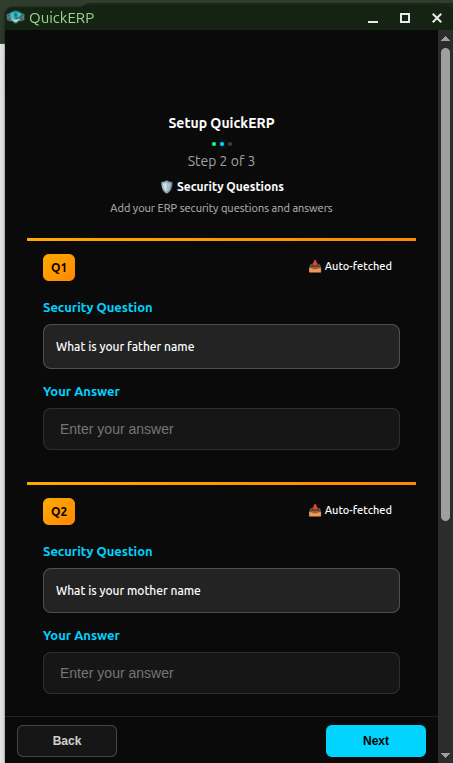 QuickERP
Setup QuickERP
Step 2 of 3
🛡️ Security Questions
Add your ERP security questions and answers
Q1
📥 Auto-fetched
Security Question
What is your father name
Your Answer
Enter your answer
Q2
📥 Auto-fetched
Security Question
What is your mother name
Your Answer
Enter your answer
Back
Next